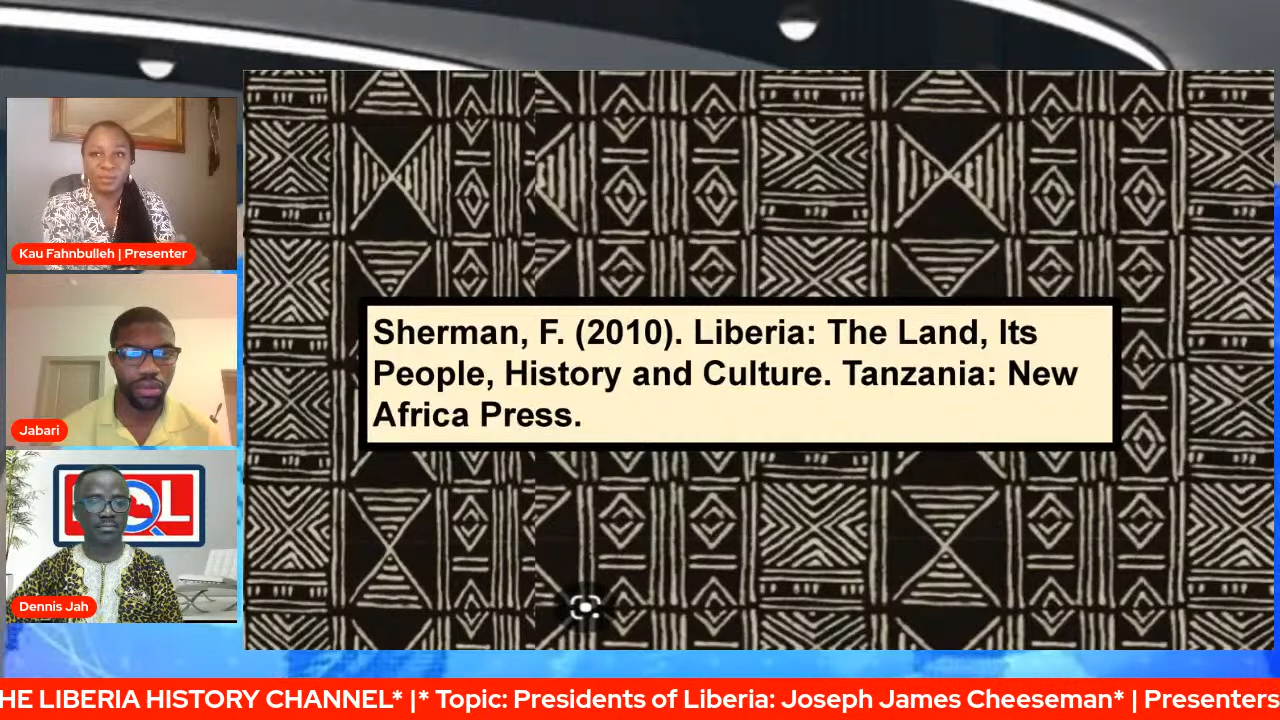 Kau Fahnbulleh | Presenter
Jabari
Dennis Jah
Sherman, F. (2010). Liberia: The Land, Its
People, History and Culture. Tanzania: New
Africa Press.
HE LIBERIA HISTORY CHANNEL* |* Topic: Presidents of Liberia: Joseph James Cheeseman* | Presenters